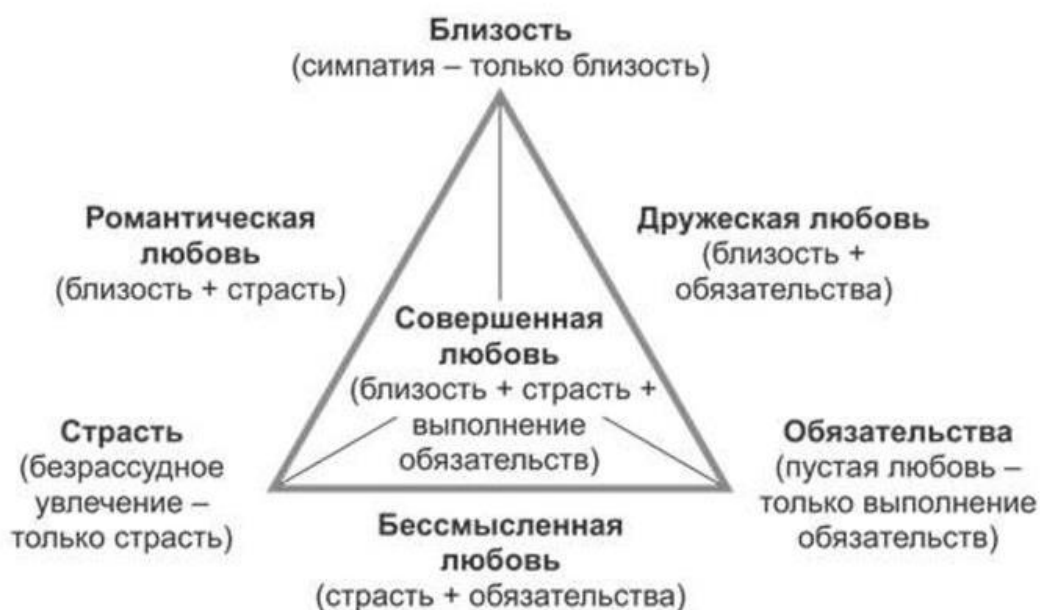 Близость
(симпатия – только близость)
Романтическая
любовь
(близость + страсть)
Дружеская любовь
(близость +
обязательства)
Совершенная
любовь
(близость + страсть +
выполнение
обязательств)
Страсть
(безрассудное
увлечение –
только страсть)
Обязательства
(пустая любовь –
только выполнение
обязательств)
Бессмысленная
любовь
(страсть + обязательства)